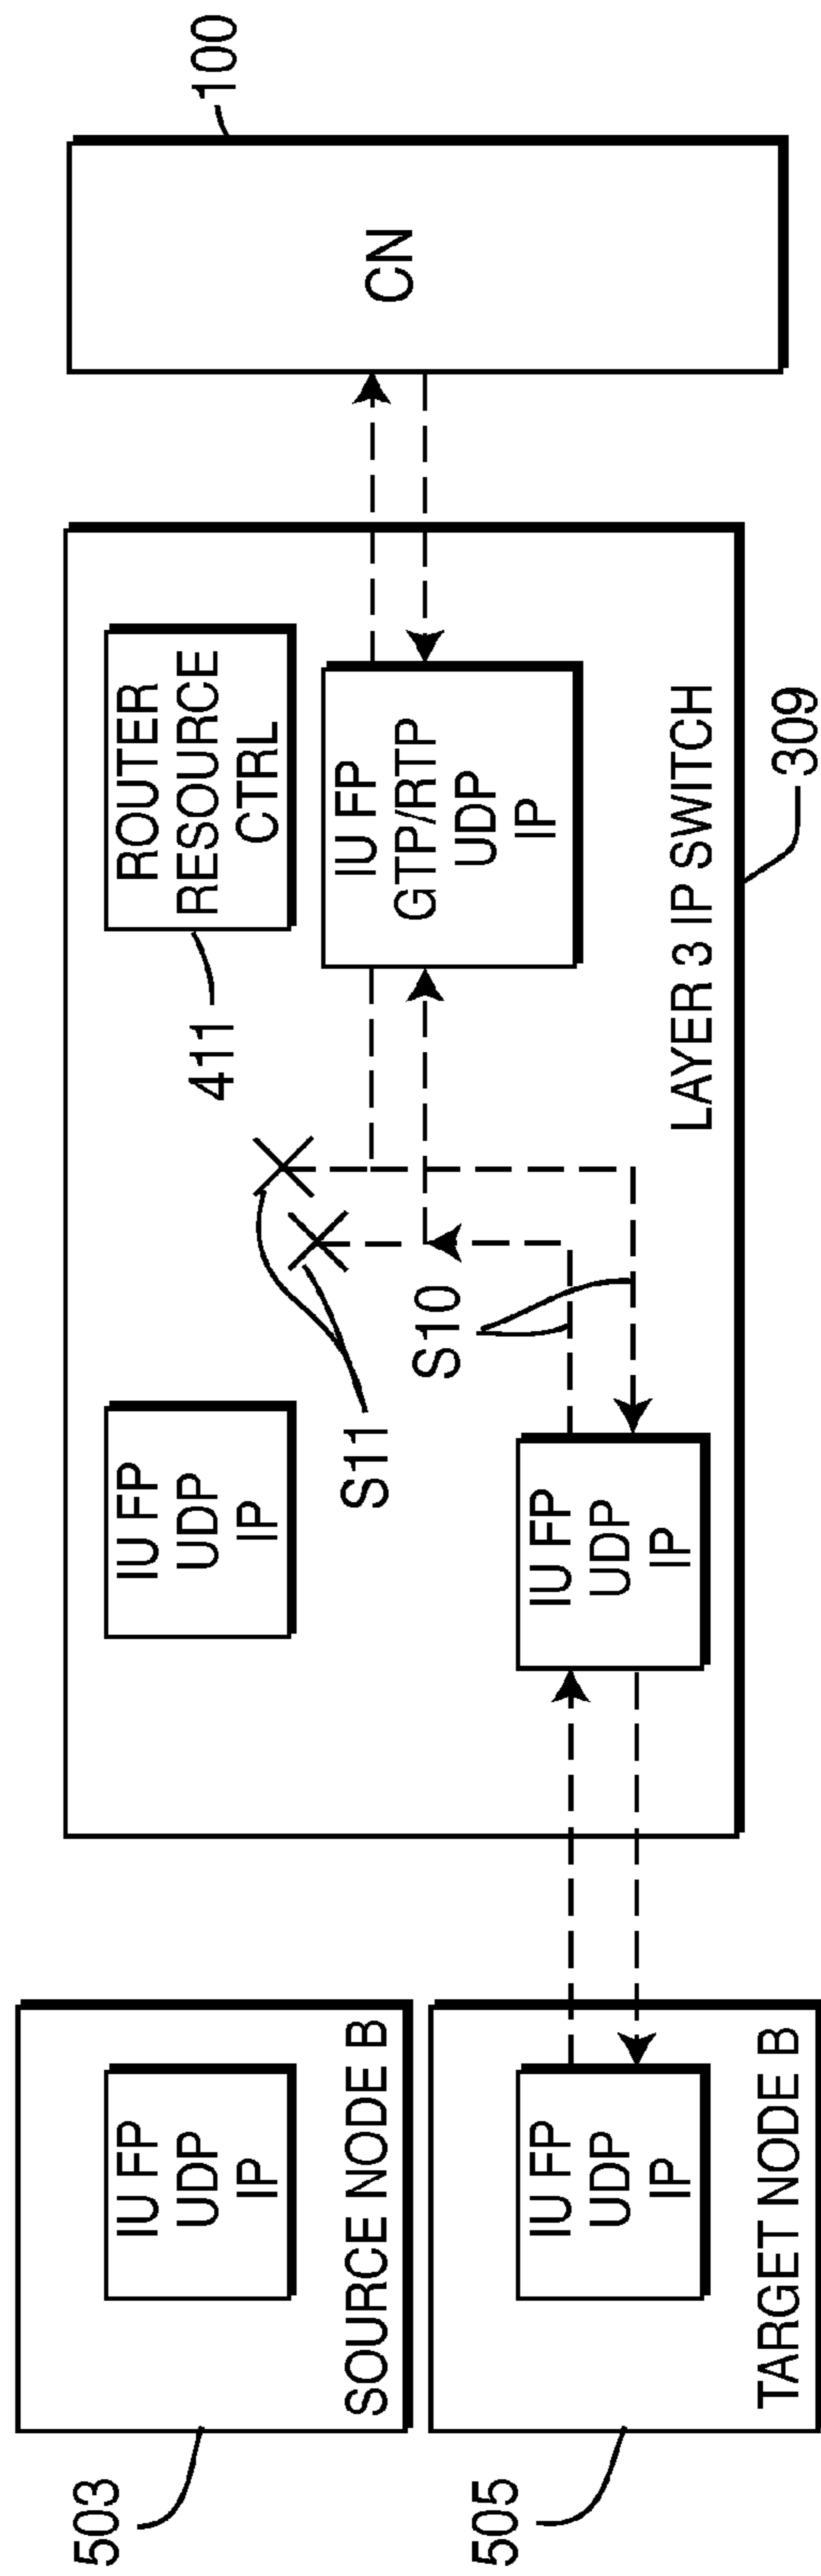 503
IU FP
UDP
IP
SOURCE NODE B
505
IU FP
UDP
IP
TARGET NODE B
IU FP
UDP
IP
S11
IU FP
UDP
IP
S10
411
ROUTER
RESOURCE
CTRL
IU FP
GTP/RTP
UDP
IP
LAYER 3 IP SWITCH
309
CN
100